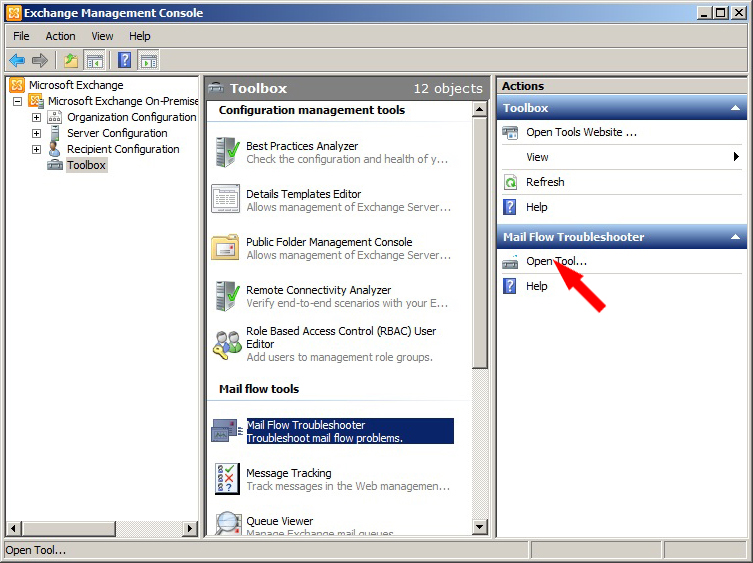 Exchange Management Console
File Action View Help
Microsoft Exchange
Microsoft Exchange On-Premise
Organization Configuration
Server Configuration
Recipient Configuration
Toolbox
Toolbox 12 objects
Configuration management tools
Best Practices Analyzer
Check the configuration and health of y...
Details Templates Editor
Allows management of Exchange Server...
Public Folder Management Console
Allows management of Exchange Server...
Remote Connectivity Analyzer
Verify end-to-end scenarios with your E...
Role Based Access Control (RBAC) User
Editor
Add users to management role groups.
Mail flow tools
Mail Flow Troubleshooter
Troubleshoot mail flow problems.
Message Tracking
Track messages in the Web managemen...
Queue Viewer
Manage Exchange mail queues
Actions
Toolbox
Open Tools Website ...
View
Refresh
Help
Mail Flow Troubleshooter
Open Tool...
Help
Open Tool...